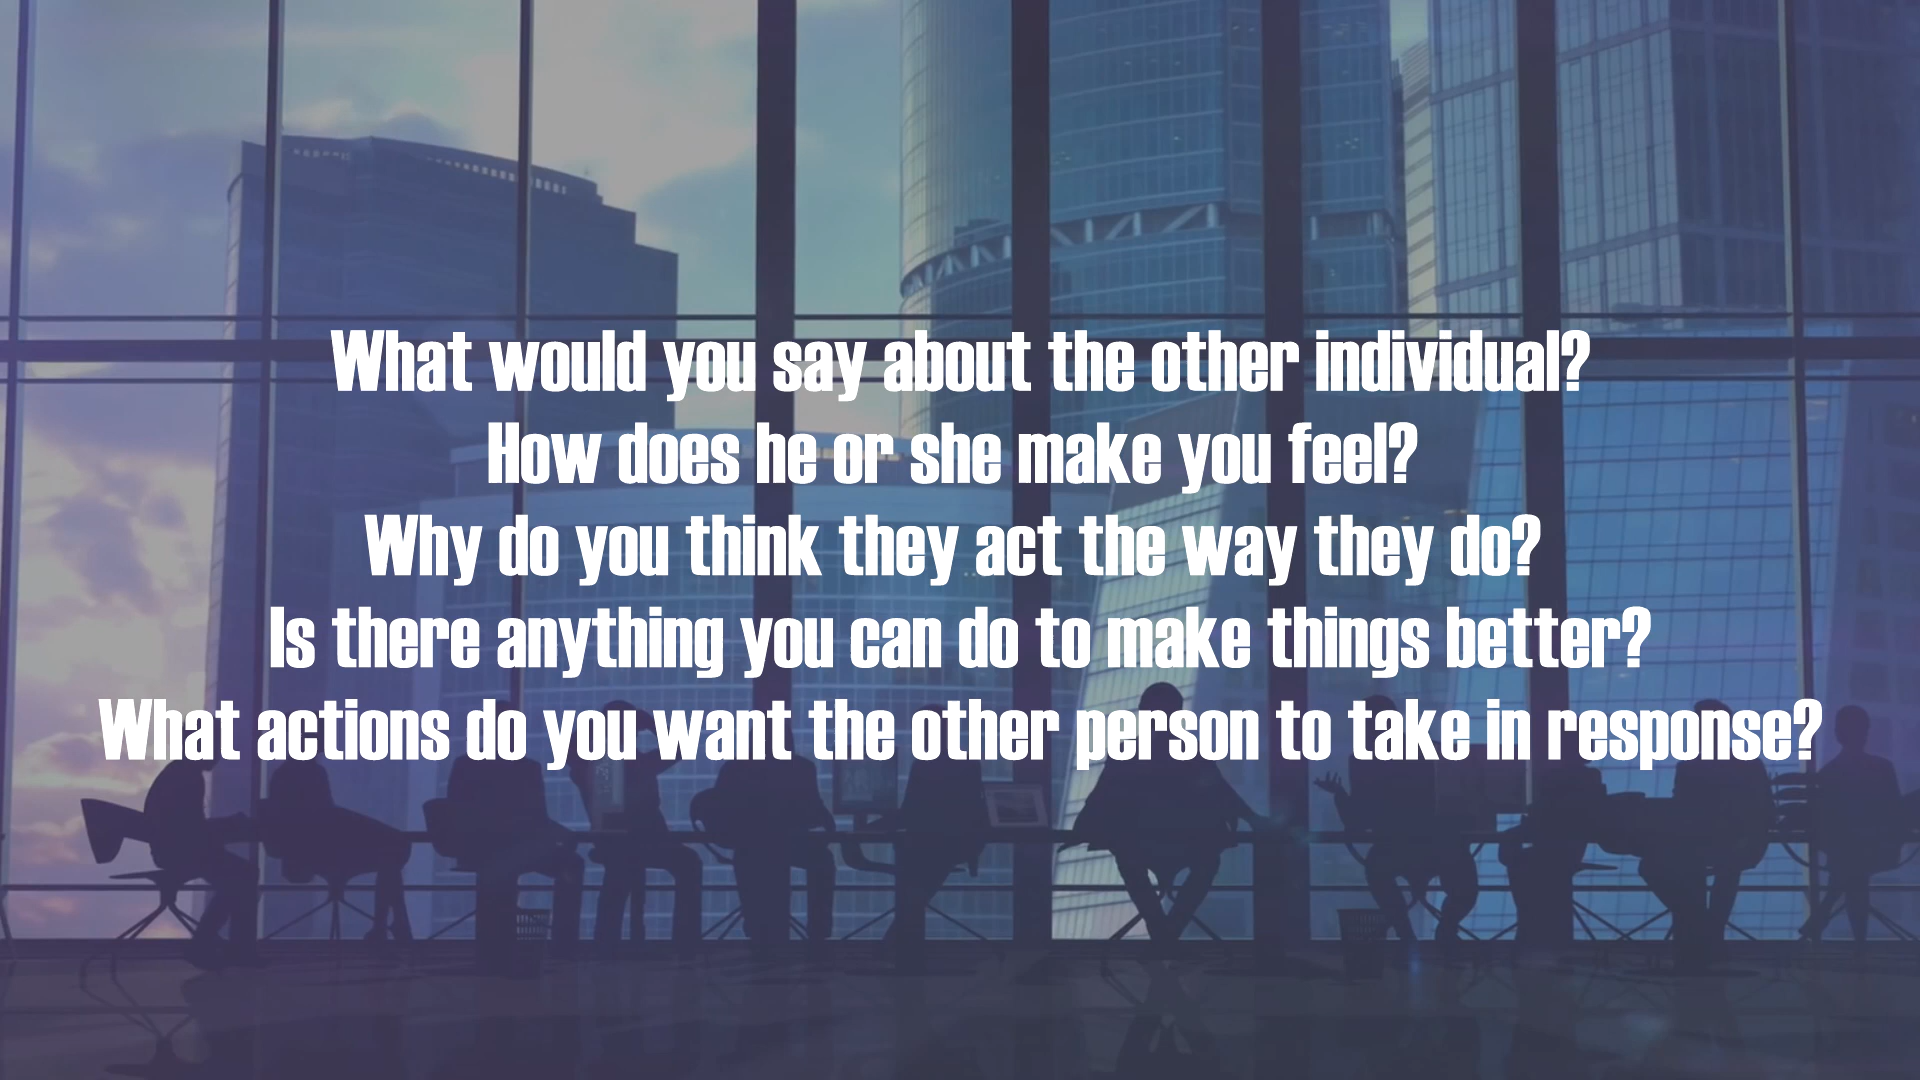 What would you say about the other individual?
How does he or she make you feel?
Why do you think they act the way they do?
Is there anything you can do to make things better?
What actions do you want the other person to take in response?